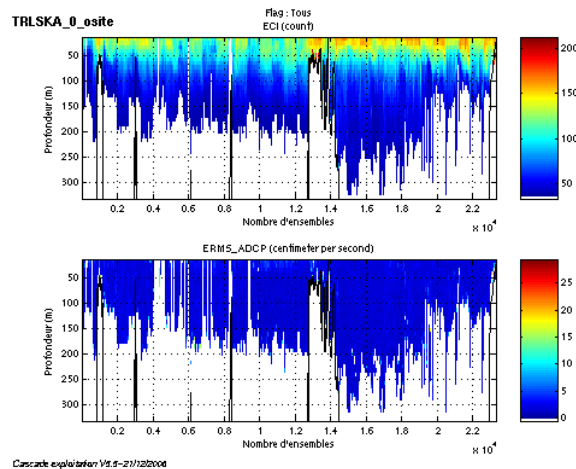 TRLSKA_0_osite
Flag : Tous
ECI (count)
50
100
150
200
250
300
Profondeur (m)
0.2 0.4 0.6 0.8 1 1.2 1.4 1.6 1.8 2 2.2
Nombre d'ensembles
x 10^4
200
150
100
50
ERMS_ADCP (centimeter per second)
50
100
150
200
250
300
Profondeur (m)
0.2 0.4 0.6 0.8 1 1.2 1.4 1.6 1.8 2 2.2
Nombre d'ensembles
x 10^4
25
20
15
10
5
0
Cascade exploitation V5.5-21/12/2006